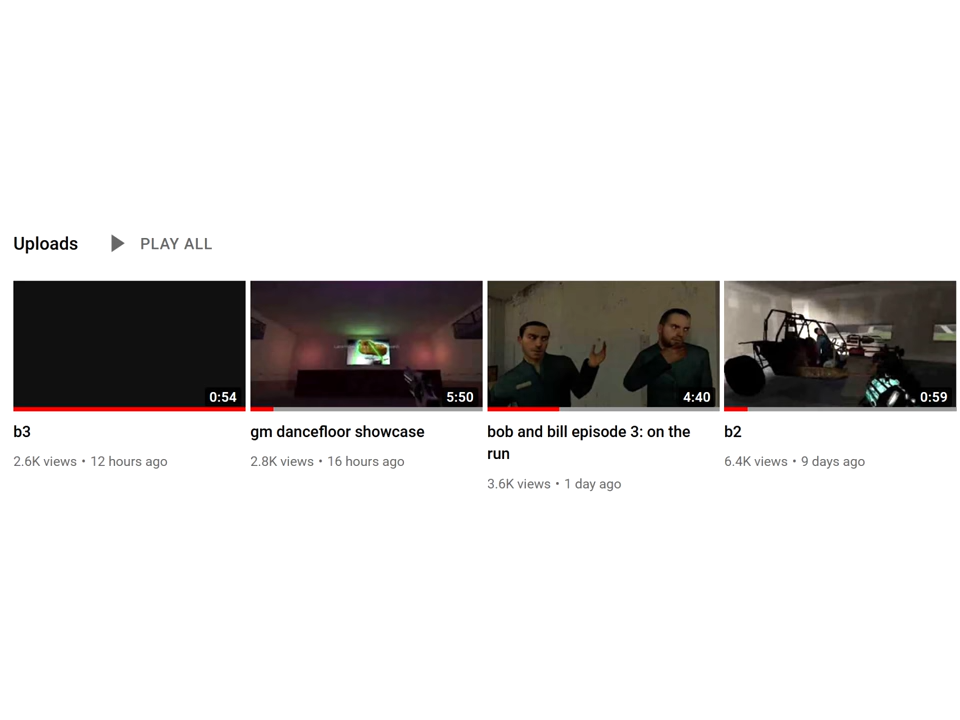 Uploads
PLAY ALL
0:54
5:50
4:40
0:59
b3
gm dancefloor showcase
bob and bill episode 3: on the
run
b2
2.6K views • 12 hours ago
2.8K views • 16 hours ago
3.6K views • 1 day ago
6.4K views • 9 days ago